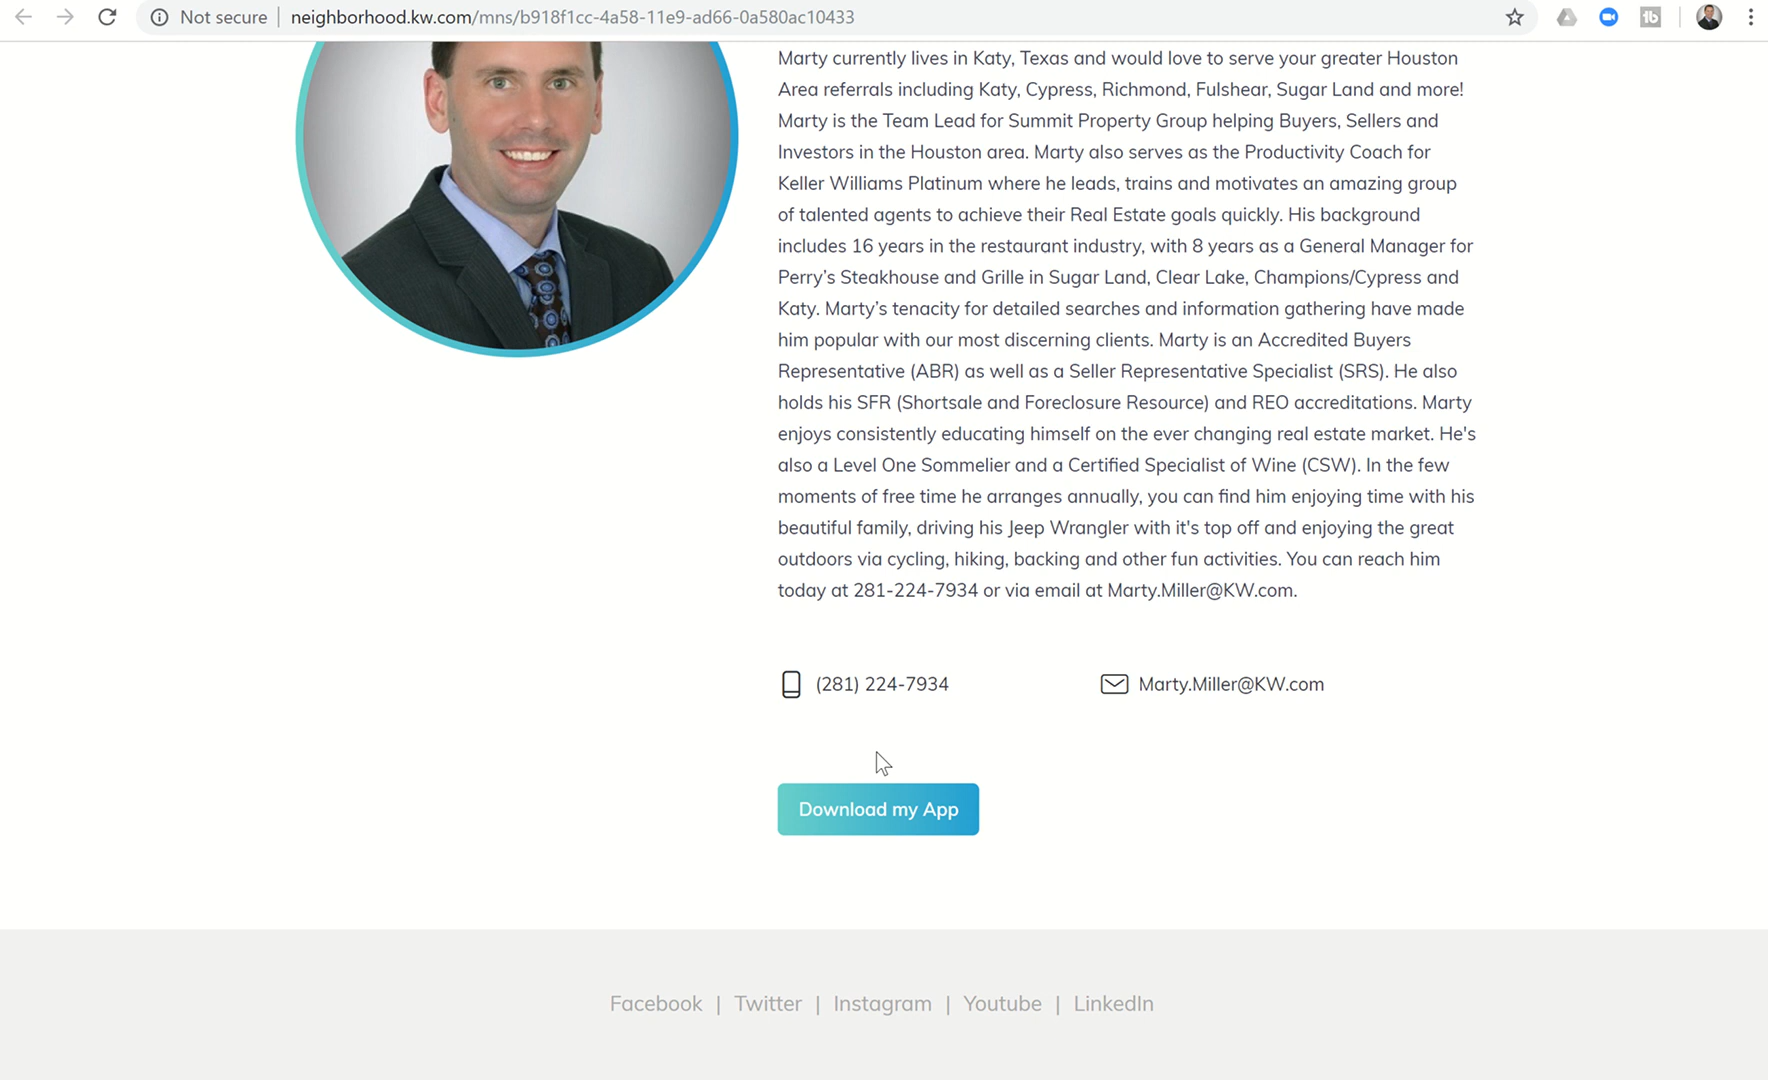 Not secure | neighborhood.kw.com/mns/b918f1cc-4a58-11e9-ad66-0a580ac10433
Marty currently lives in Katy, Texas and would love to serve your greater Houston
Area referrals including Katy, Cypress, Richmond, Fulshear, Sugar Land and more!
Marty is the Team Lead for Summit Property Group helping Buyers, Sellers and
Investors in the Houston area. Marty also serves as the Productivity Coach for
Keller Williams Platinum where he leads, trains and motivates an amazing group
of talented agents to achieve their Real Estate goals quickly. His background
includes 16 years in the restaurant industry, with 8 years as a General Manager for
Perry’s Steakhouse and Grille in Sugar Land, Clear Lake, Champions/Cypress and
Katy. Marty’s tenacity for detailed searches and information gathering have made
him popular with our most discerning clients. Marty is an Accredited Buyers
Representative (ABR) as well as a Seller Representative Specialist (SRS). He also
holds his SFR (Shortsale and Foreclosure Resource) and REO accreditations. Marty
enjoys consistently educating himself on the ever changing real estate market. He's
also a Level One Sommelier and a Certified Specialist of Wine (CSW). In the few
moments of free time he arranges annually, you can find him enjoying time with his
beautiful family, driving his Jeep Wrangler with it's top off and enjoying the great
outdoors via cycling, hiking, backing and other fun activities. You can reach him
today at 281-224-7934 or via email at Marty.Miller@KW.com.
(281) 224-7934 Marty.Miller@KW.com
Download my App
Facebook | Twitter | Instagram | Youtube | LinkedIn